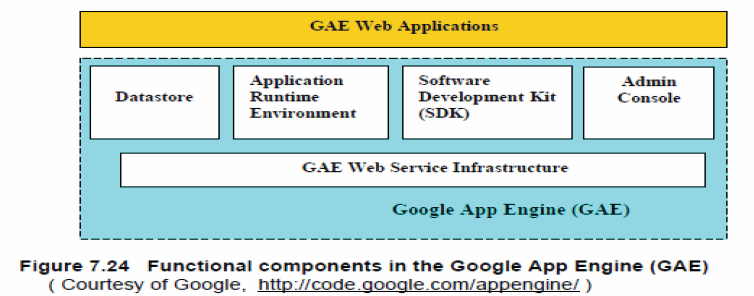 GAE Web Applications
Datastore
Application
Runtime
Environment
Software
Development Kit
(SDK)
Admin
Console
GAE Web Service Infrastructure
Google App Engine (GAE)
Figure 7.24 Functional components in the Google App Engine (GAE)
( Courtesy of Google, http://code.google.com/appengine/ )